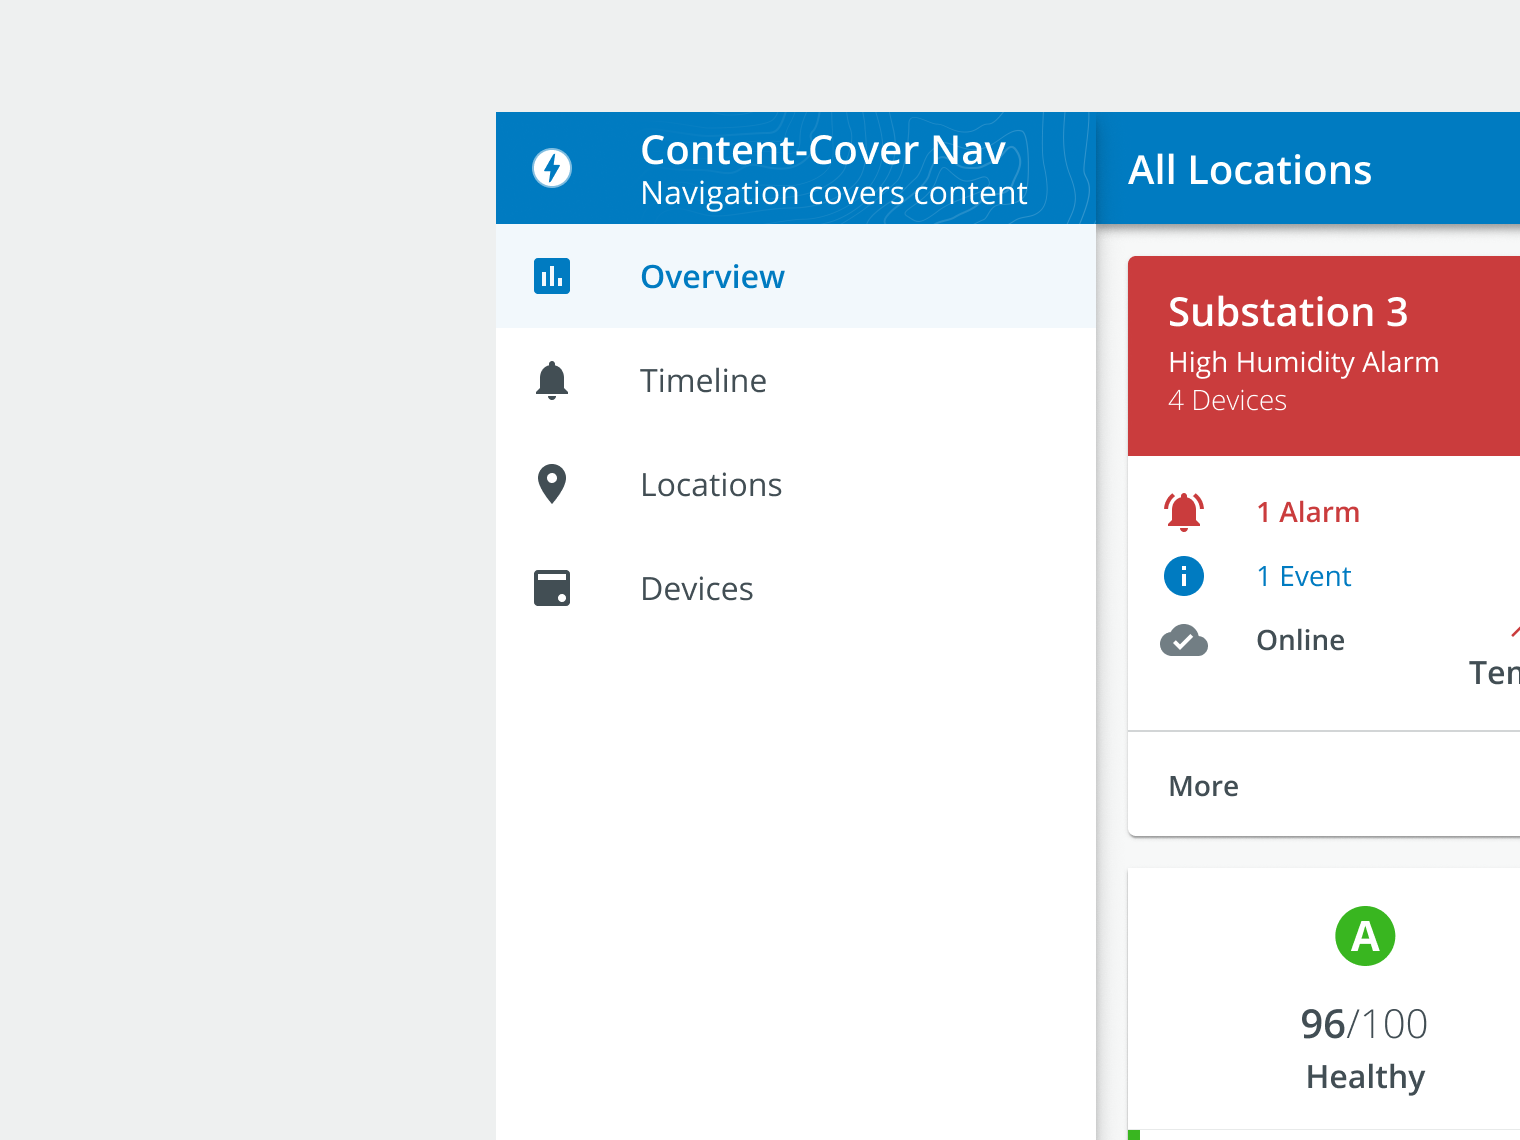 Content-Cover Nav
Navigation covers content
Overview
Timeline
Locations
Devices
All Locations
Substation 3
High Humidity Alarm
4 Devices
1 Alarm
1 Event
Online
More
A
96/100
Healthy